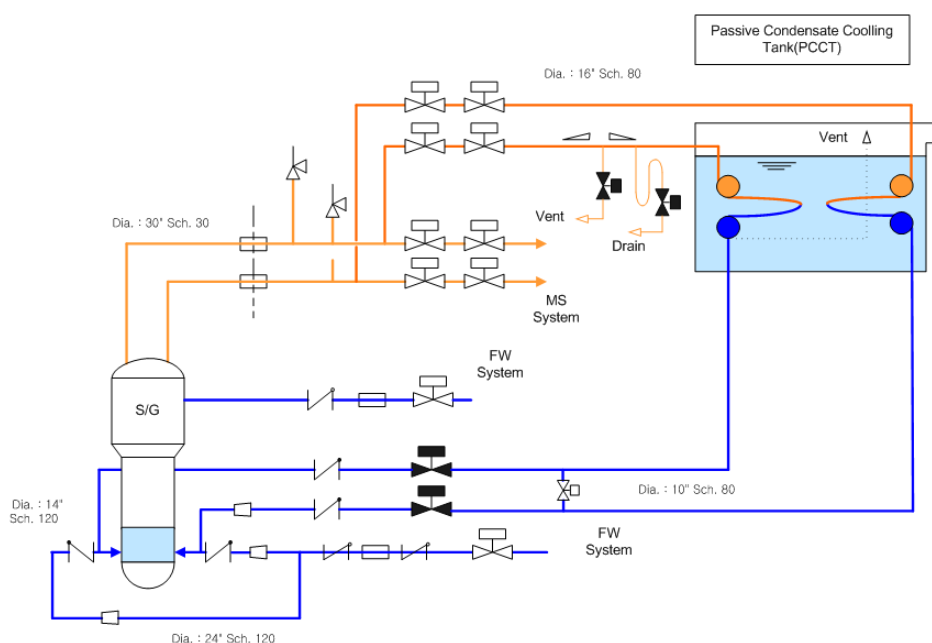 Passive Condensate Coolling
Tank(PCCT)
Dia. : 16" Sch. 80
Vent
Dia. : 30" Sch. 30
Vent
Drain
MS
System
FW
System
S/G
Dia. : 14"
Sch. 120
Dia. : 10" Sch. 80
FW
System
Dia. : 24" Sch. 120